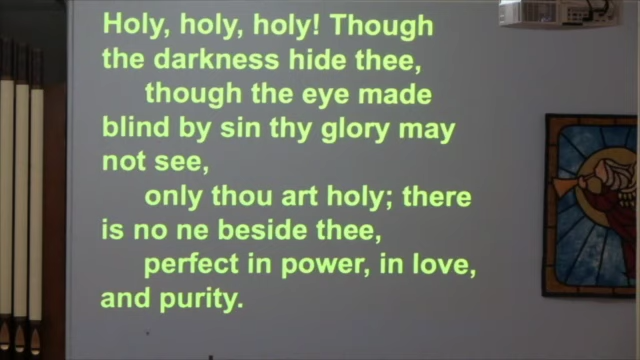 Holy, holy, holy! Though
the darkness hide thee,
though the eye made
blind by sin thy glory may
not see,
only thou art holy; there
is no ne beside thee,
perfect in power, in love,
and purity.